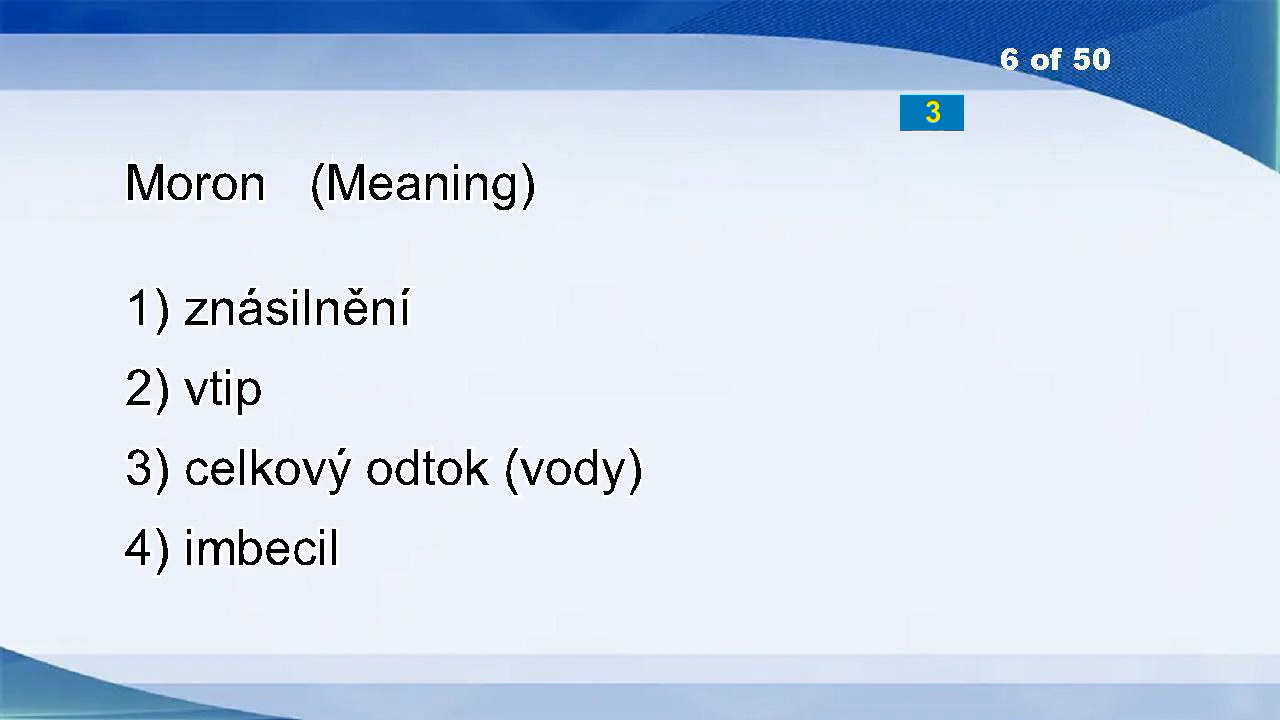 6 of 50
3
Moron (Meaning)
1) znásilnění
2) vtip
3) celkový odtok (vody)
4) imbecil